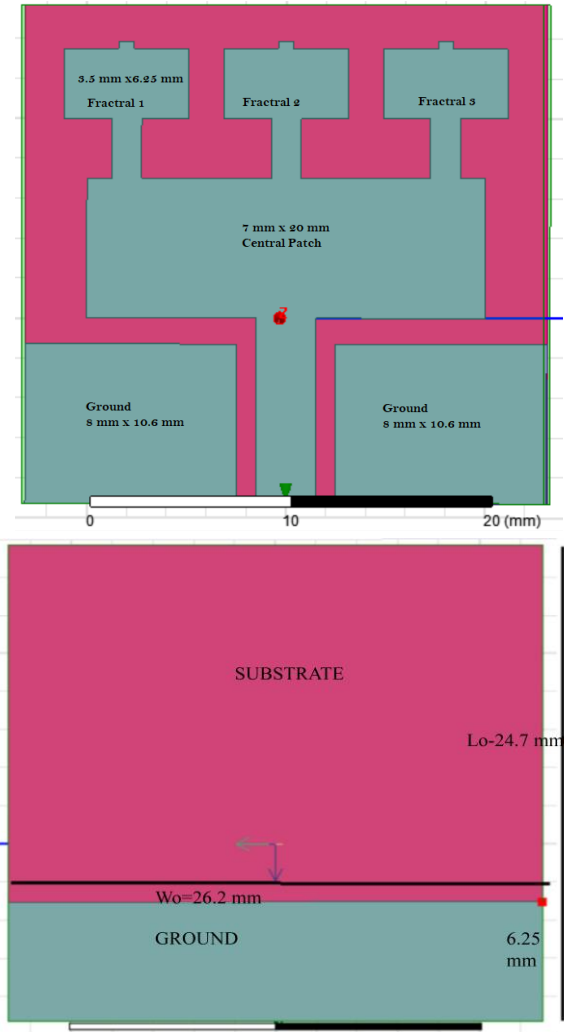 3.5 mm x6.25 mm
Fractral 1
Fractral 2
Fractral 3
7 mm x 20 mm
Central Patch
Z
Ground
8 mm x 10.6 mm
Ground
8 mm x 10.6 mm
0
10
20 (mm)
SUBSTRATE
Lo-24.7 mm
Wo=26.2 mm
GROUND
6.25
mm